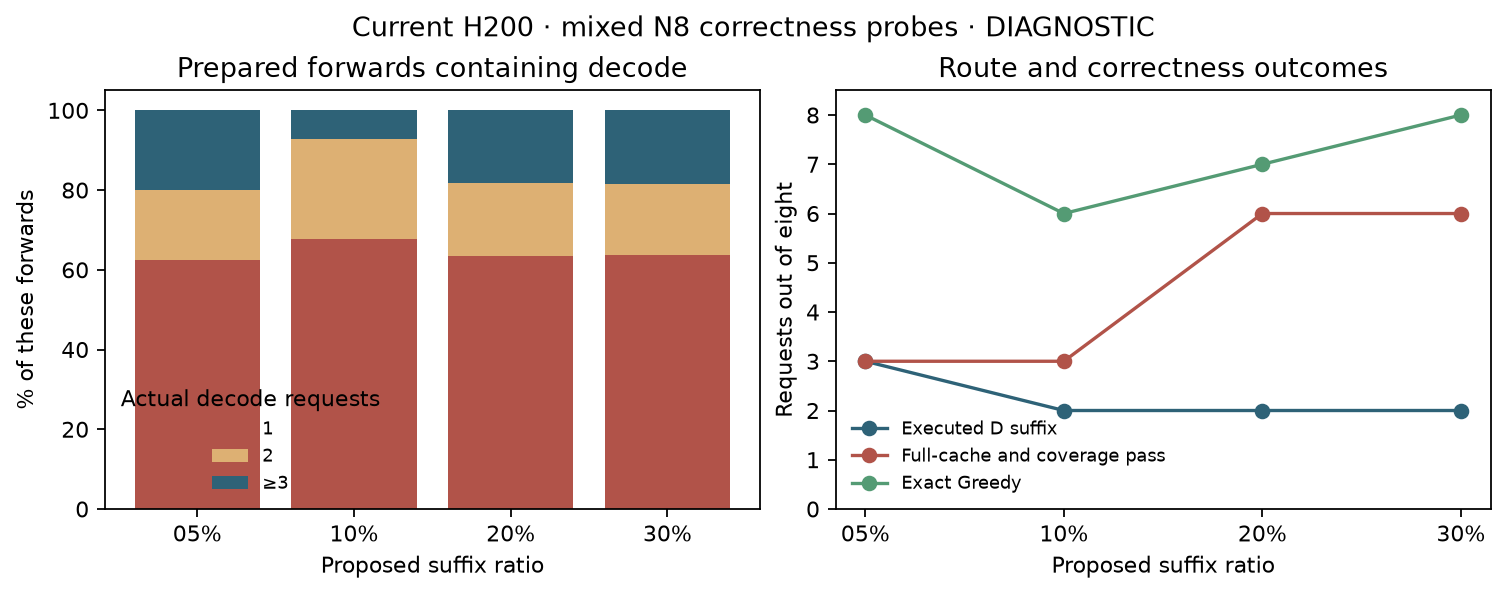 Current H200 · mixed N8 correctness probes · DIAGNOSTIC
Prepared forwards containing decode
% of these forwards
100
80
60
40
20
0
Actual decode requests
1
2
≥3
05%
10%
20%
30%
Proposed suffix ratio
Route and correctness outcomes
Requests out of eight
8
7
6
5
4
3
2
1
0
Executed D suffix
Full-cache and coverage pass
Exact Greedy
05%
10%
20%
30%
Proposed suffix ratio